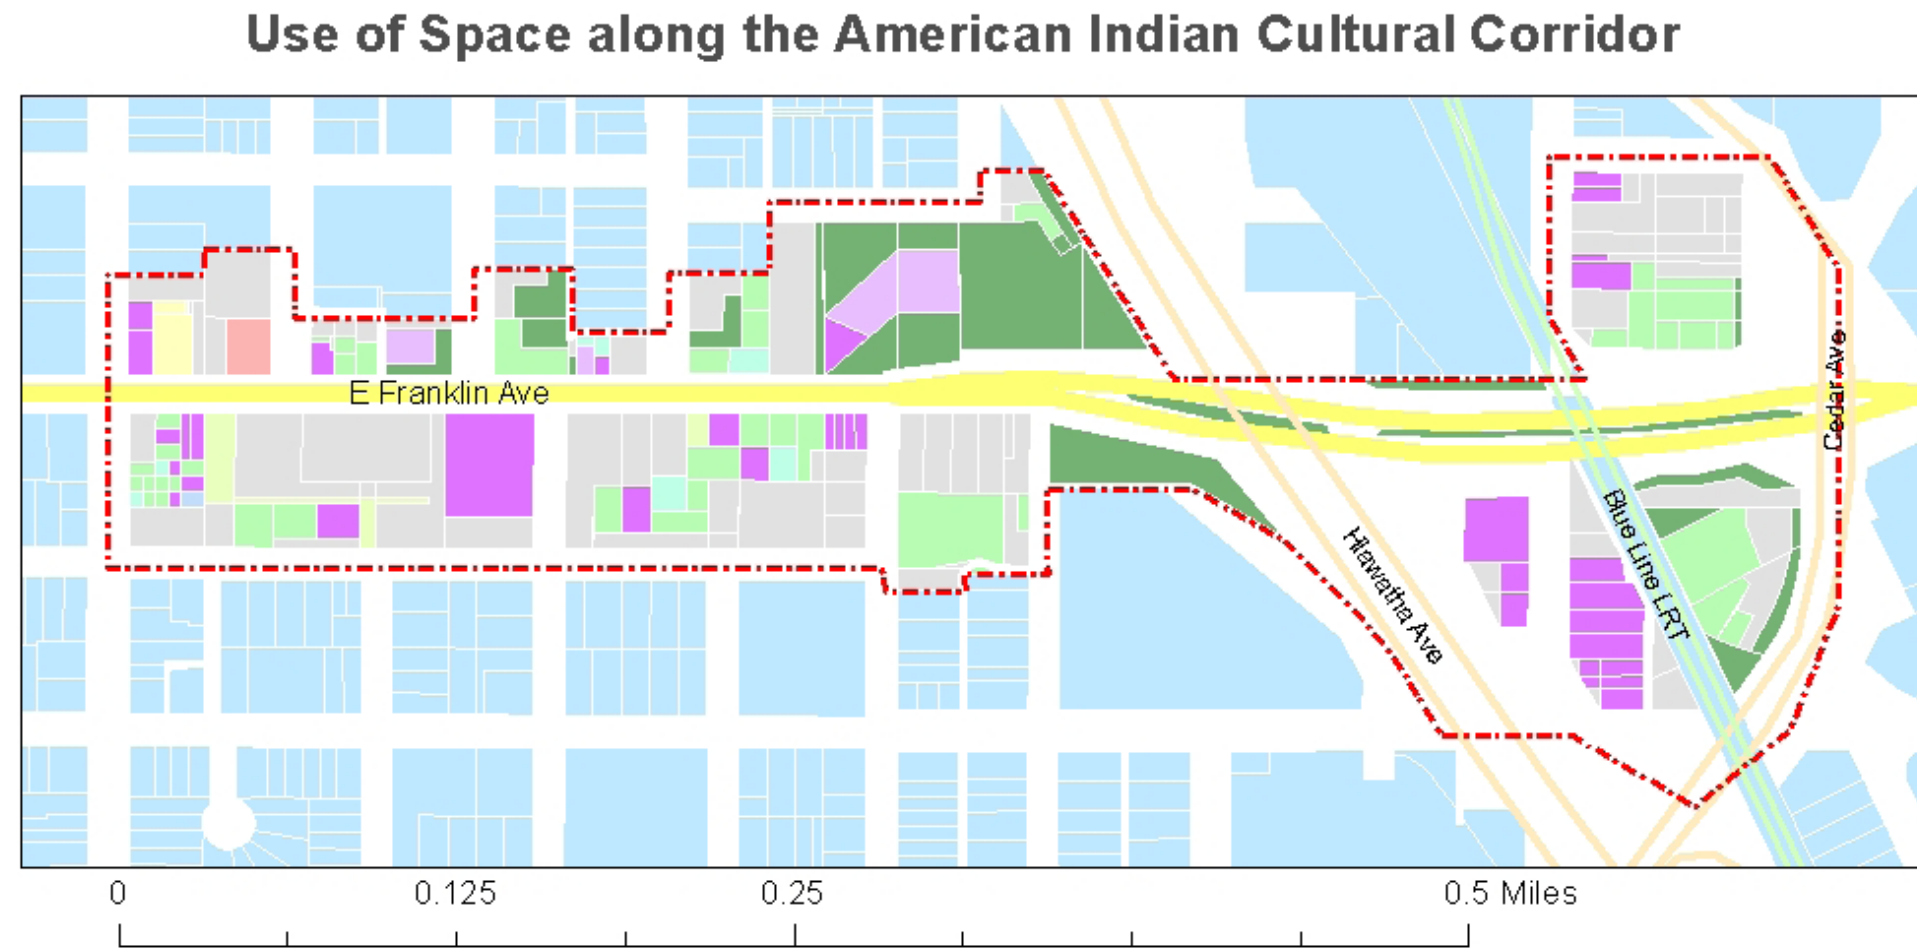 Use of Space along the American Indian Cultural Corridor
E Franklin Ave
Cedar Ave
Blue Line LRT
Hiawatha Ave
0 0.125 0.25 0.5 Miles